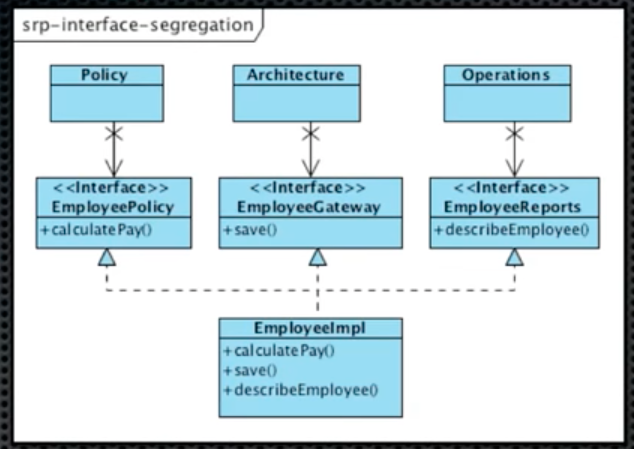 srp-interface-segregation
Policy
Architecture
Operations
<<Interface>>
EmployeePolicy
+calculatePay()
<<Interface>>
EmployeeGateway
+save()
<<Interface>>
EmployeeReports
+describeEmployee()
EmployeeImpl
+calculatePay()
+save()
+describeEmployee()